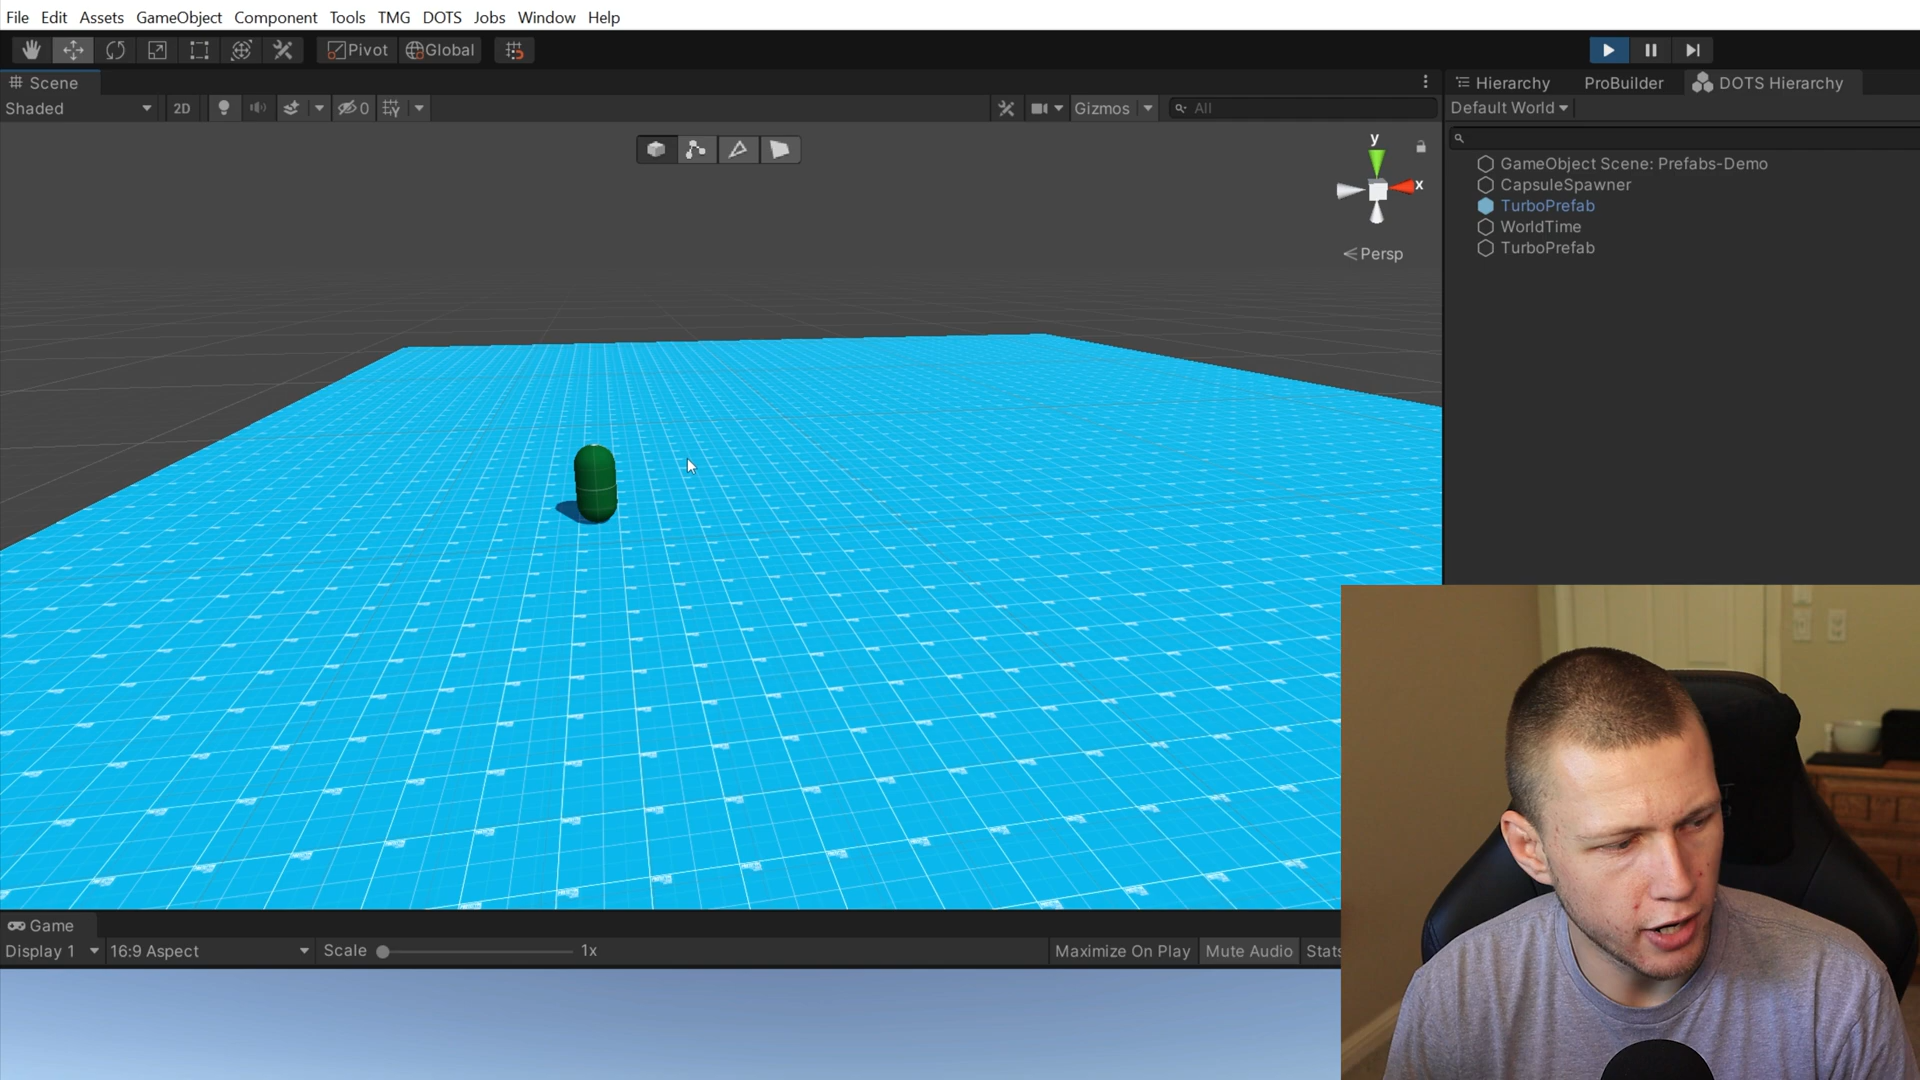 File Edit Assets GameObject Component Tools TMG DOTS Jobs Window Help
Pivot Global
Scene
Hierarchy ProBuilder DOTS Hierarchy
Shaded 2D 0 Gizmos All
Default World
y
x
Persp
GameObject Scene: Prefabs-Demo
CapsuleSpawner
TurboPrefab
WorldTime
TurboPrefab
Game
Display 1 16:9 Aspect Scale 1x Maximize On Play Mute Audio Stats